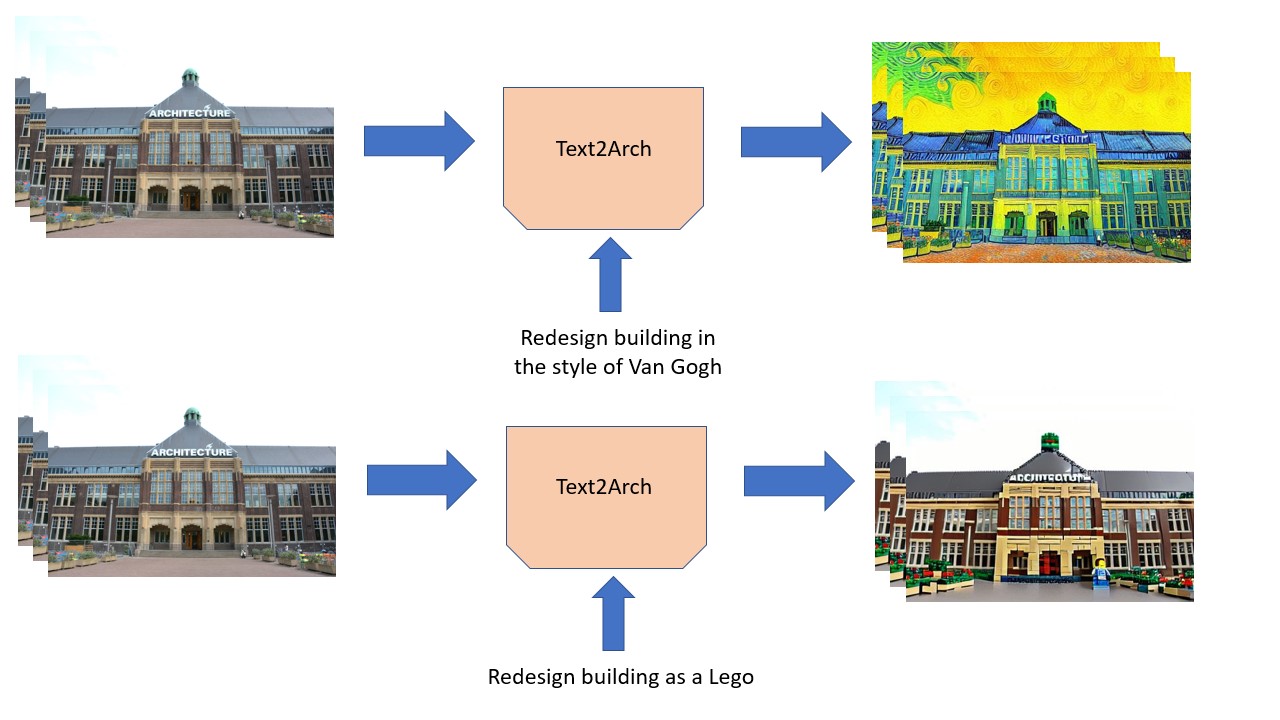 ARCHITECTURE
Text2Arch
Redesign building in
the style of Van Gogh
ARCHITECTURE
Text2Arch
Redesign building as a Lego